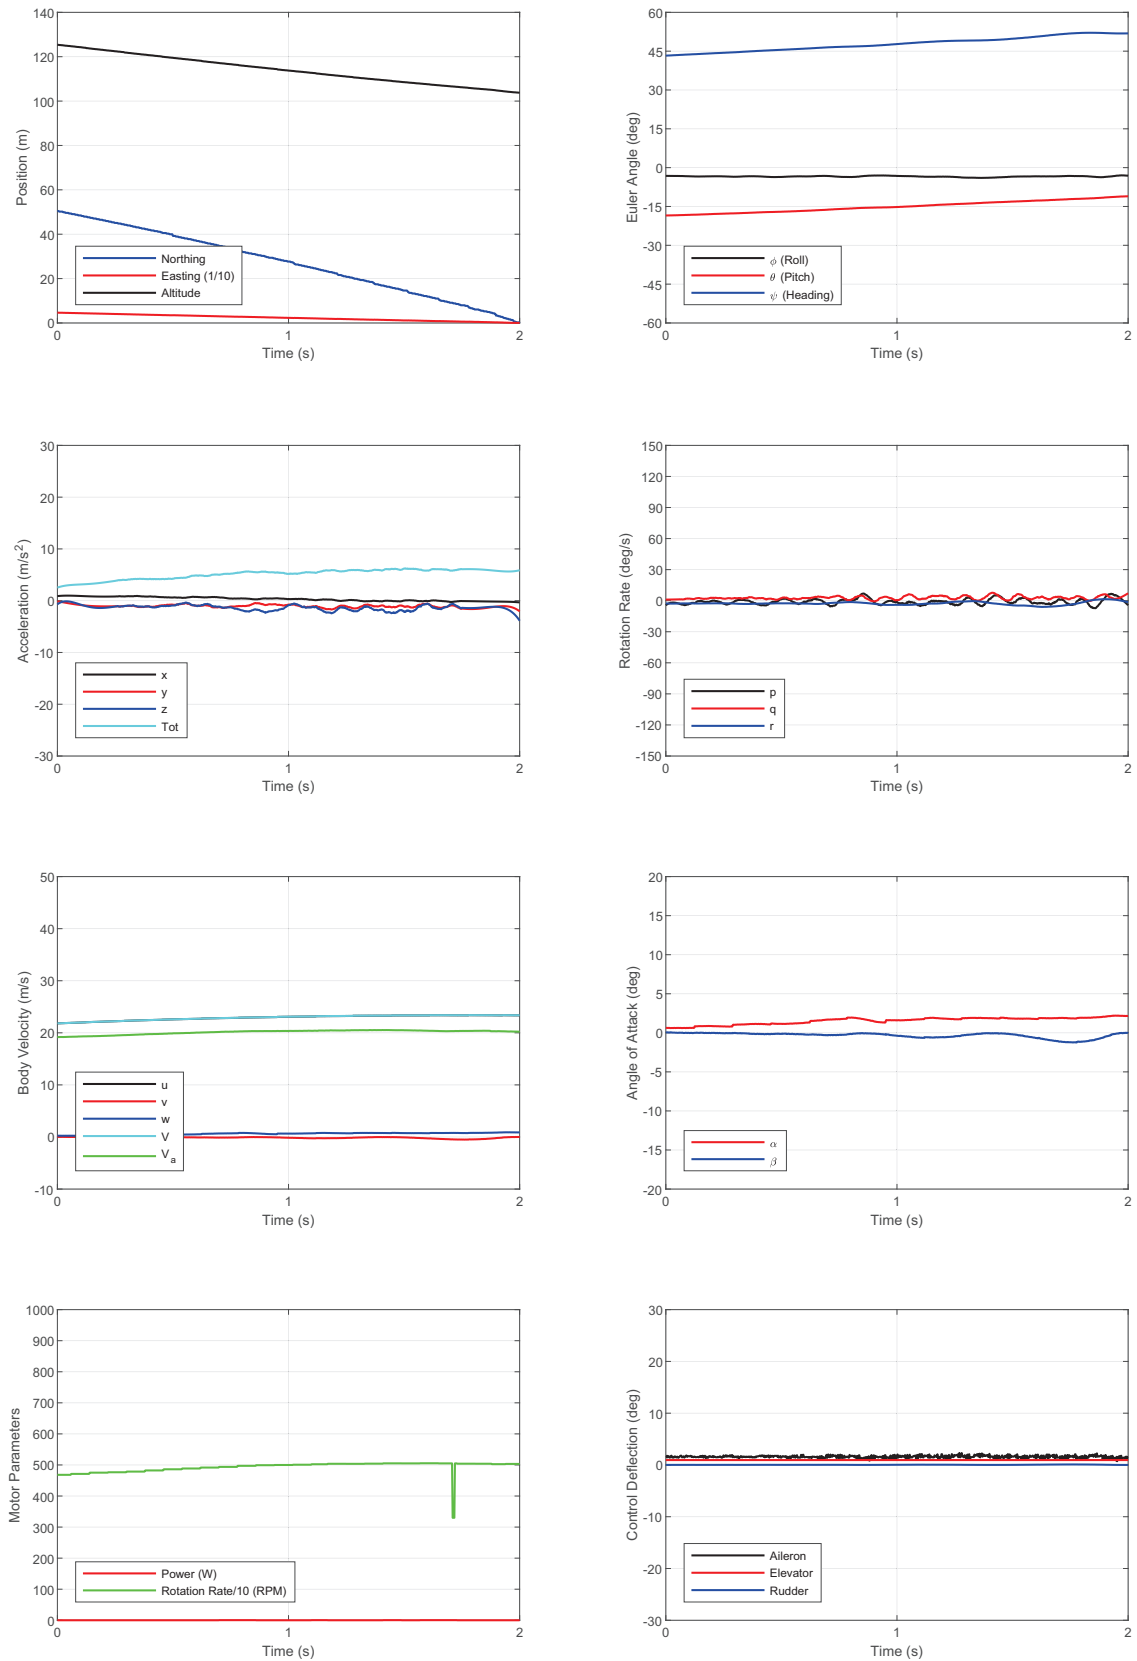 140
120
100
80
60
40
20
0
Position (m)
Northing
Easting (1/10)
Altitude
0
1
2
Time (s)
60
45
30
15
0
-15
-30
-45
-60
Euler Angle (deg)
ϕ (Roll)
θ (Pitch)
ψ (Heading)
0
1
2
Time (s)
30
20
10
0
-10
-20
-30
Acceleration (m/s²)
x
y
z
Tot
0
1
2
Time (s)
150
120
90
60
30
0
-30
-60
-90
-120
-150
Rotation Rate (deg/s)
p
q
r
0
1
2
Time (s)
50
40
30
20
10
0
-10
Body Velocity (m/s)
u
v
w
V
Vₐ
0
1
2
Time (s)
20
15
10
5
0
-5
-10
-15
-20
Angle of Attack (deg)
α
β
0
1
2
Time (s)
1000
900
800
700
600
500
400
300
200
100
0
Motor Parameters
Power (W)
Rotation Rate/10 (RPM)
0
1
2
Time (s)
30
20
10
0
-10
-20
-30
Control Deflection (deg)
Aileron
Elevator
Rudder
0
1
2
Time (s)